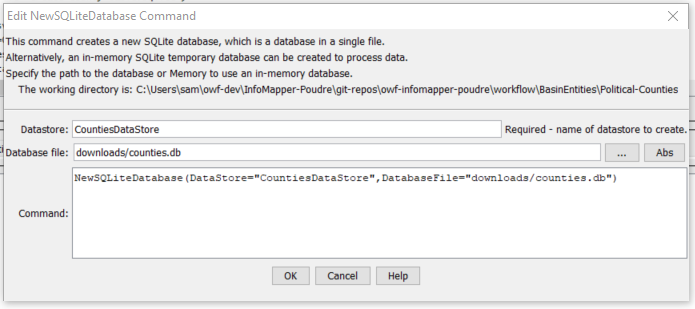 Edit NewSQLiteDatabase Command
This command creates a new SQLite database, which is a database in a single file.
Alternatively, an in-memory SQLite temporary database can be created to process data.
Specify the path to the database or Memory to use an in-memory database.
The working directory is: C:\Users\sam\owf-dev\InfoMapper-Poudre\git-repos\owf-infomapper-poudre\workflow\BasinEntities\Political-Counties
Datastore: CountiesDataStore Required - name of datastore to create.
Database file: downloads/counties.db ... Abs
NewSQLiteDatabase(DataStore="CountiesDataStore",DatabaseFile="downloads/counties.db")
Command:
OK Cancel Help